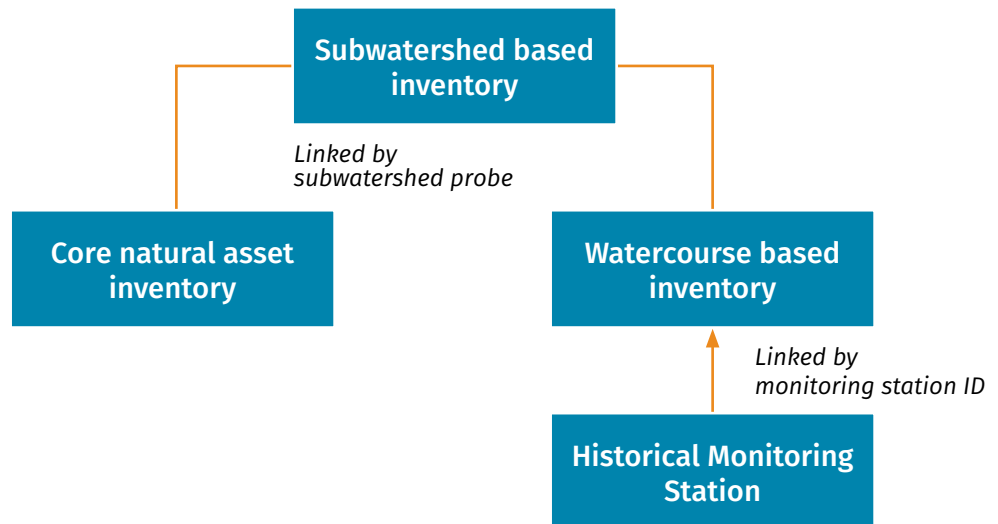 Subwatershed based
inventory
Linked by
subwatershed probe
Core natural asset
inventory
Watercourse based
inventory
Linked by
monitoring station ID
Historical Monitoring
Station